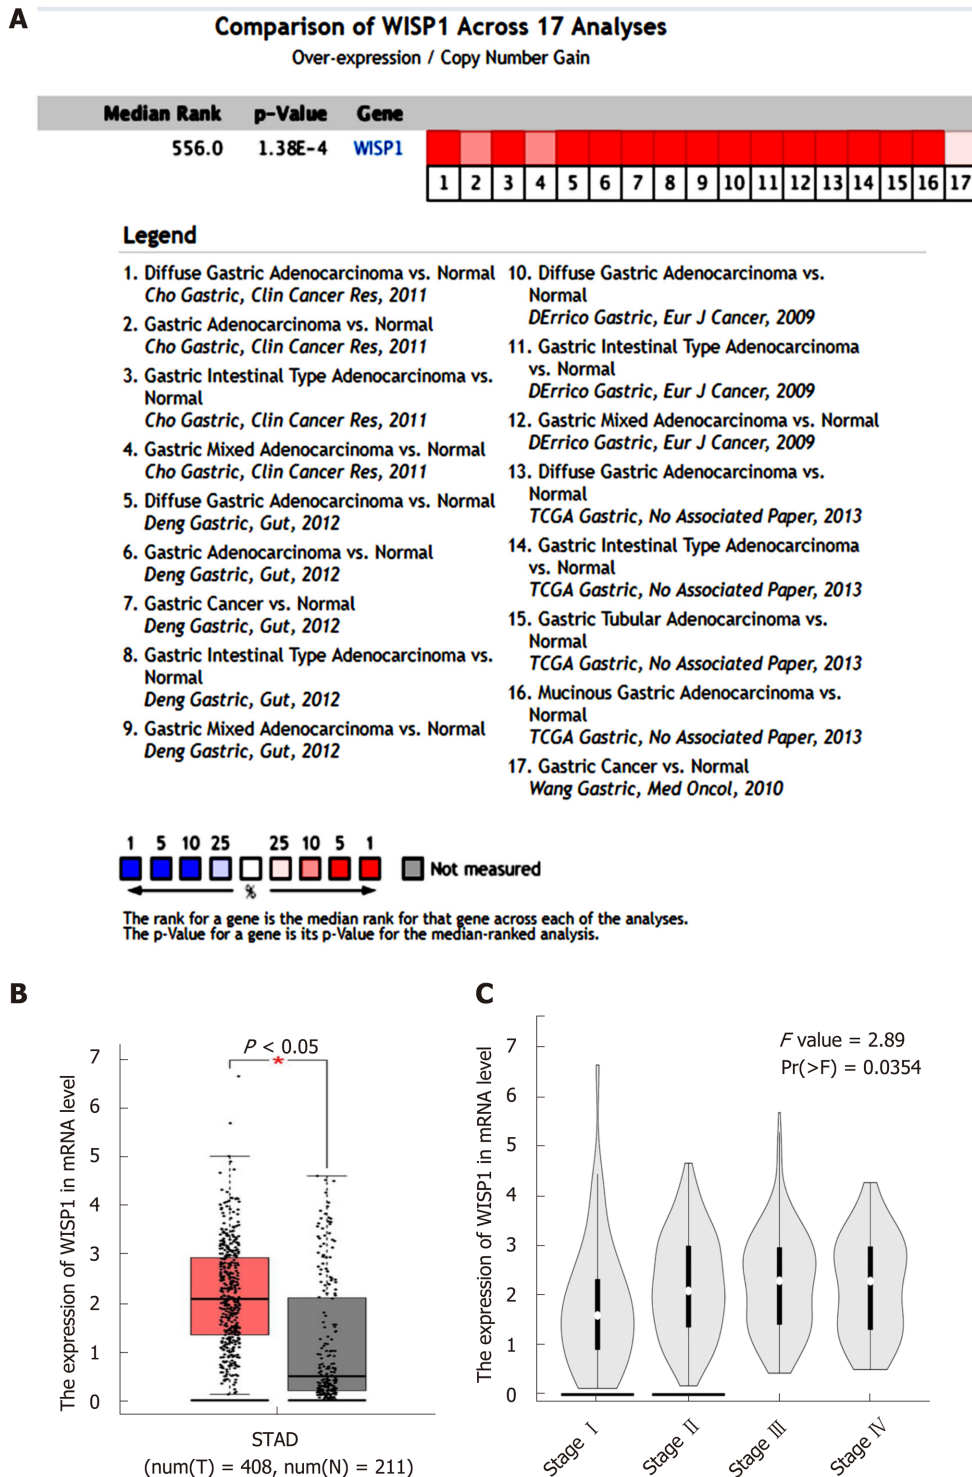 A
Comparison of WISP1 Across 17 Analyses
Over-expression / Copy Number Gain
Median Rank p-Value Gene
556.0 1.38E-4 WISP1
1 2 3 4 5 6 7 8 9 10 11 12 13 14 15 16 17
Legend
1. Diffuse Gastric Adenocarcinoma vs. Normal
Cho Gastric, Clin Cancer Res, 2011
2. Gastric Adenocarcinoma vs. Normal
Cho Gastric, Clin Cancer Res, 2011
3. Gastric Intestinal Type Adenocarcinoma vs.
Normal
Cho Gastric, Clin Cancer Res, 2011
4. Gastric Mixed Adenocarcinoma vs. Normal
Cho Gastric, Clin Cancer Res, 2011
5. Diffuse Gastric Adenocarcinoma vs. Normal
Deng Gastric, Gut, 2012
6. Gastric Adenocarcinoma vs. Normal
Deng Gastric, Gut, 2012
7. Gastric Cancer vs. Normal
Deng Gastric, Gut, 2012
8. Gastric Intestinal Type Adenocarcinoma vs.
Normal
Deng Gastric, Gut, 2012
9. Gastric Mixed Adenocarcinoma vs. Normal
Deng Gastric, Gut, 2012
10. Diffuse Gastric Adenocarcinoma vs.
Normal
DErrico Gastric, Eur J Cancer, 2009
11. Gastric Intestinal Type Adenocarcinoma
vs. Normal
DErrico Gastric, Eur J Cancer, 2009
12. Gastric Mixed Adenocarcinoma vs. Normal
DErrico Gastric, Eur J Cancer, 2009
13. Diffuse Gastric Adenocarcinoma vs.
Normal
TCGA Gastric, No Associated Paper, 2013
14. Gastric Intestinal Type Adenocarcinoma
vs. Normal
TCGA Gastric, No Associated Paper, 2013
15. Gastric Tubular Adenocarcinoma vs.
Normal
TCGA Gastric, No Associated Paper, 2013
16. Mucinous Gastric Adenocarcinoma vs.
Normal
TCGA Gastric, No Associated Paper, 2013
17. Gastric Cancer vs. Normal
Wang Gastric, Med Oncol, 2010
1 5 10 25 25 10 5 1
Not measured
%
The rank for a gene is the median rank for that gene across each of the analyses.
The p-Value for a gene is its p-Value for the median-ranked analysis.
B
The expression of WISP1 in mRNA level
7
6
5
4
3
2
1
0
P < 0.05
*
STAD
(num(T) = 408, num(N) = 211)
C
The expression of WISP1 in mRNA level
7
6
5
4
3
2
1
0
F value = 2.89
Pr(>F) = 0.0354
Stage I
Stage II
Stage III
Stage IV